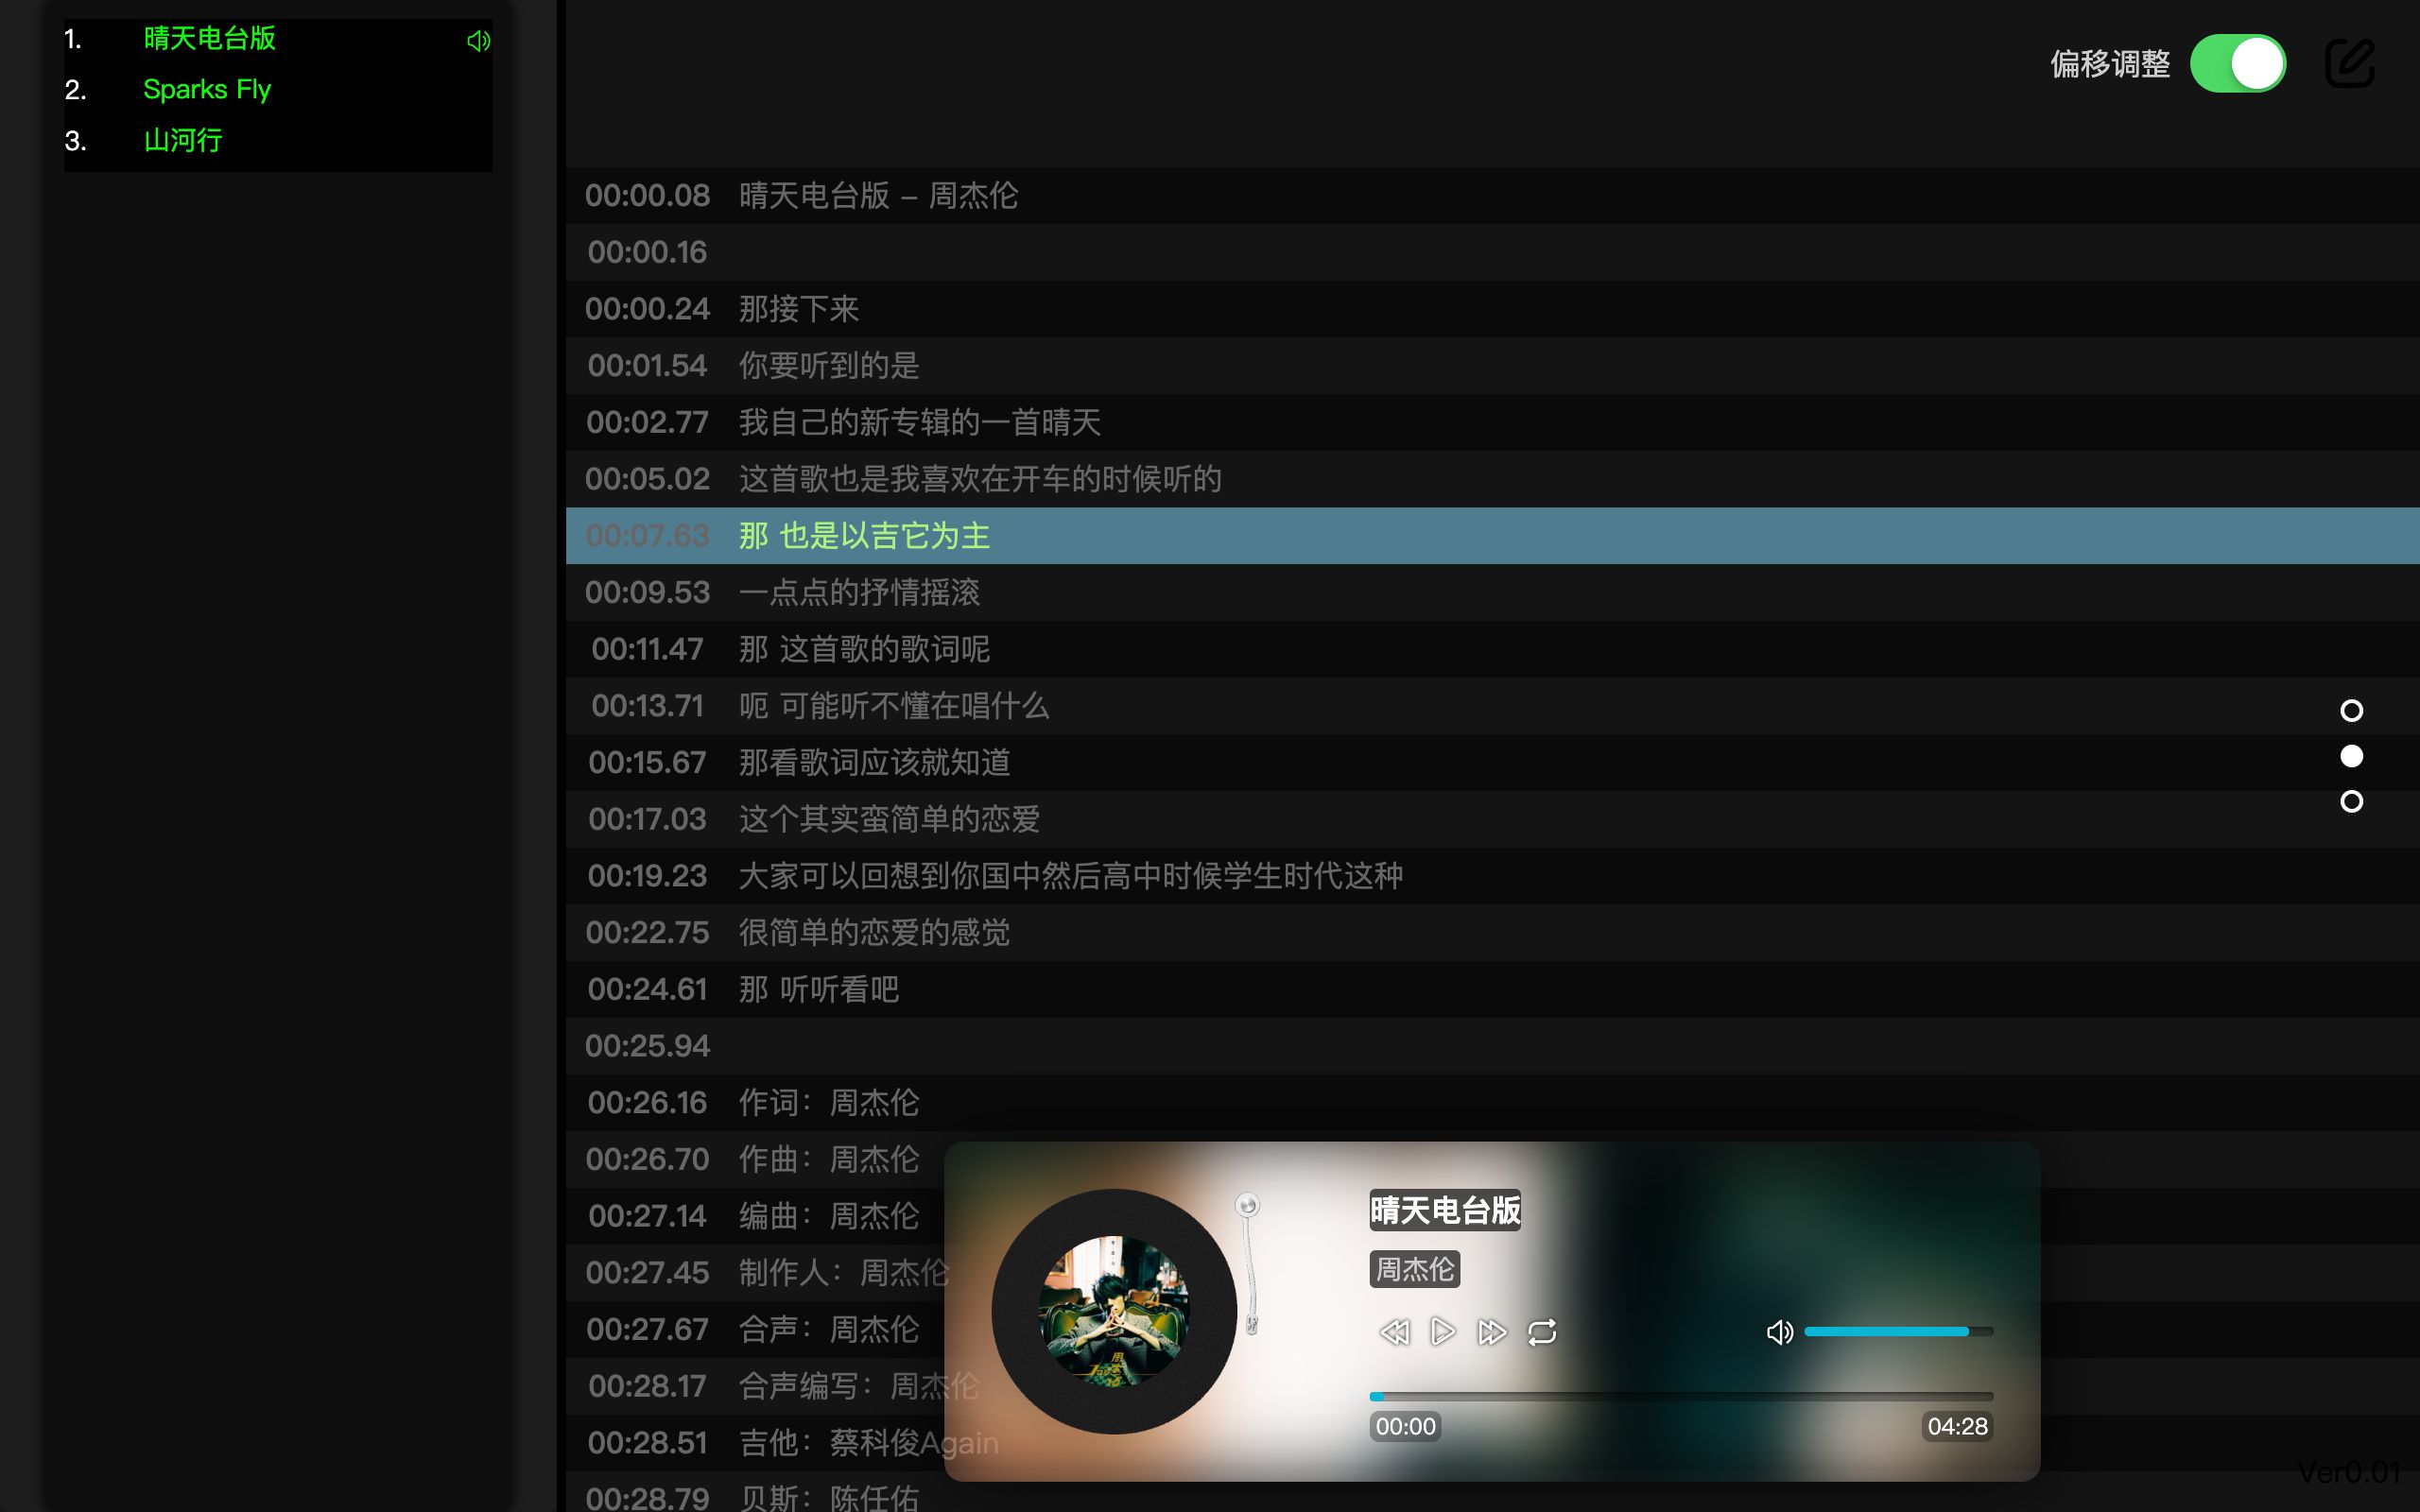 1. 晴天电台版
2. Sparks Fly
3. 山河行
偏移调整
00:00.08 晴天电台版 – 周杰伦
00:00.16
00:00.24 那接下来
00:01.54 你要听到的是
00:02.77 我自己的新专辑的一首晴天
00:05.02 这首歌也是我喜欢在开车的时候听的
00:07.63 那 也是以吉它为主
00:09.53 一点点的抒情摇滚
00:11.47 那 这首歌的歌词呢
00:13.71 呃 可能听不懂在唱什么
00:15.67 那看歌词应该就知道
00:17.03 这个其实蛮简单的恋爱
00:19.23 大家可以回想到你国中然后高中时候学生时代这种
00:22.75 很简单的恋爱的感觉
00:24.61 那 听听看吧
00:25.94
00:26.16 作词：周杰伦
00:26.70 作曲：周杰伦
00:27.14 编曲：周杰伦
00:27.45 制作人：周杰伦
00:27.67 合声：周杰伦
00:28.17 合声编写：周杰伦
00:28.51 吉他：蔡科俊Again
00:28.79 贝斯：陈任佑
晴天电台版
周杰伦
00:00
04:28
Ver0.01